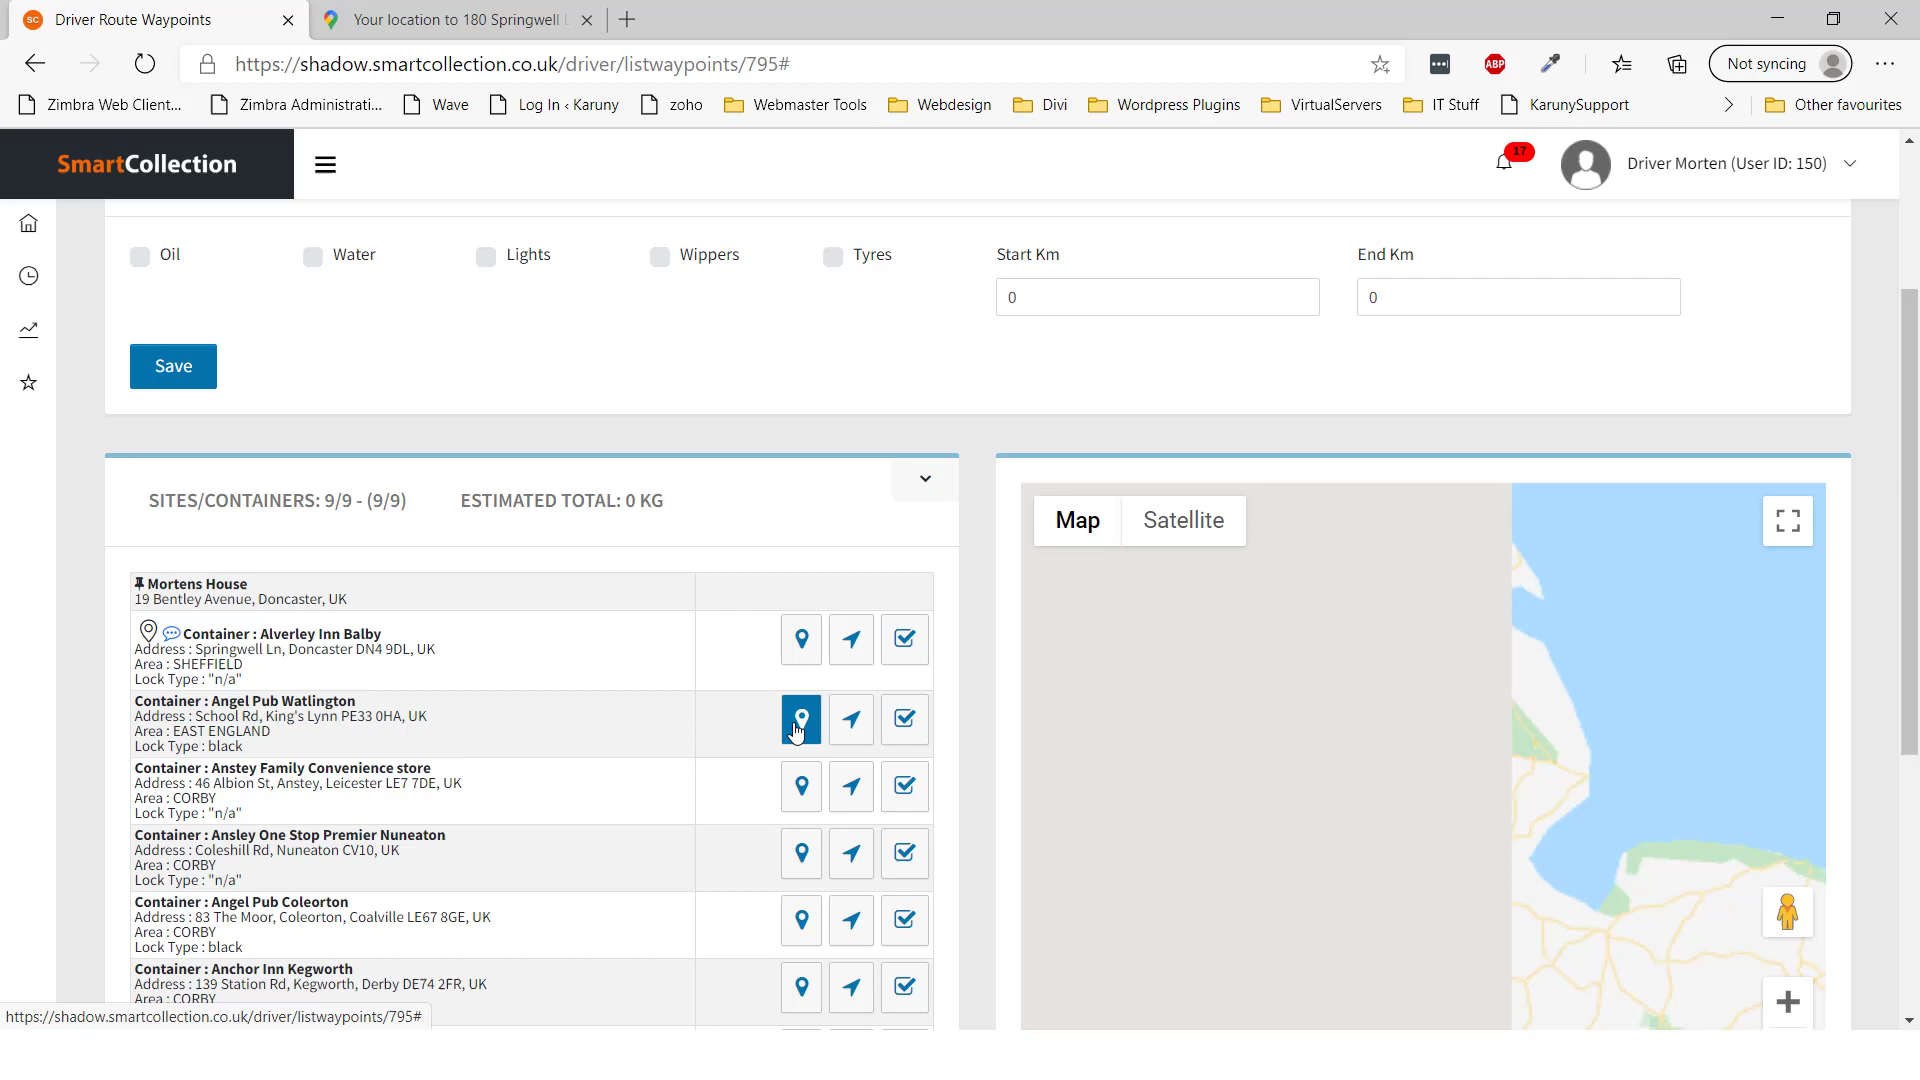 SC Driver Route Waypoints
Your location to 180 Springwell
https://shadow.smartcollection.co.uk/driver/listwaypoints/795#
ABP
Not syncing
Zimbra Web Client...
Zimbra Administrati...
Wave
Log In ‹ Karuny
zoho
Webmaster Tools
Webdesign
Divi
Wordpress Plugins
VirtualServers
IT Stuff
KarunySupport
Other favourites
SmartCollection
17
Driver Morten (User ID: 150)
Oil
Water
Lights
Wippers
Tyres
Start Km
End Km
0
0
Save
SITES/CONTAINERS: 9/9 - (9/9)
ESTIMATED TOTAL: 0 KG
Mortens House
19 Bentley Avenue, Doncaster, UK
Container : Alverley Inn Balby
Address : Springwell Ln, Doncaster DN4 9DL, UK
Area : SHEFFIELD
Lock Type : "n/a"
Container : Angel Pub Watlington
Address : School Rd, King's Lynn PE33 0HA, UK
Area : EAST ENGLAND
Lock Type : black
Container : Anstey Family Convenience store
Address : 46 Albion St, Anstey, Leicester LE7 7DE, UK
Area : CORBY
Lock Type : "n/a"
Container : Ansley One Stop Premier Nuneaton
Address : Coleshill Rd, Nuneaton CV10, UK
Area : CORBY
Lock Type : "n/a"
Container : Angel Pub Coleorton
Address : 83 The Moor, Coleorton, Coalville LE67 8GE, UK
Area : CORBY
Lock Type : black
Container : Anchor Inn Kegworth
Address : 139 Station Rd, Kegworth, Derby DE74 2FR, UK
Area : CORBY
Map
Satellite
https://shadow.smartcollection.co.uk/driver/listwaypoints/795#